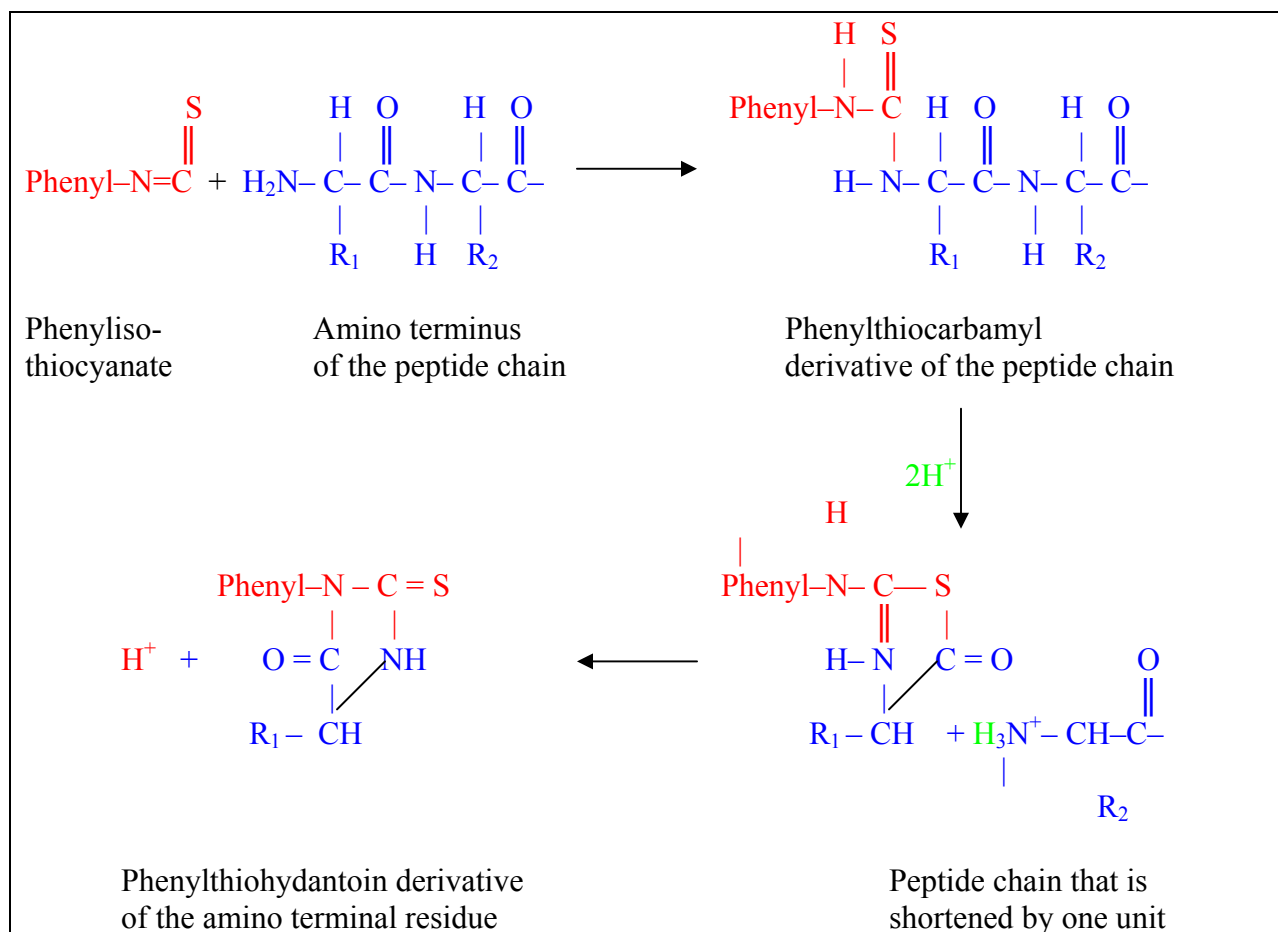 H S
S H O H O Phenyl–N– C H O H O
Phenyl–N=C + H₂N– C – C – N – C – C – H– N – C – C – N – C – C –
R₁ H R₂ R₁ H R₂
Phenyliso-
thiocyanate
Amino terminus
of the peptide chain
Phenylthiocarbamyl
derivative of the peptide chain
2H⁺
H
Phenyl–N – C = S Phenyl–N– C — S
H⁺ + O = C NH H– N C = O O
R₁ – CH R₁ – CH + H₃N⁺– CH–C–
R₂
Phenylthiohydantoin derivative
of the amino terminal residue
Peptide chain that is
shortened by one unit